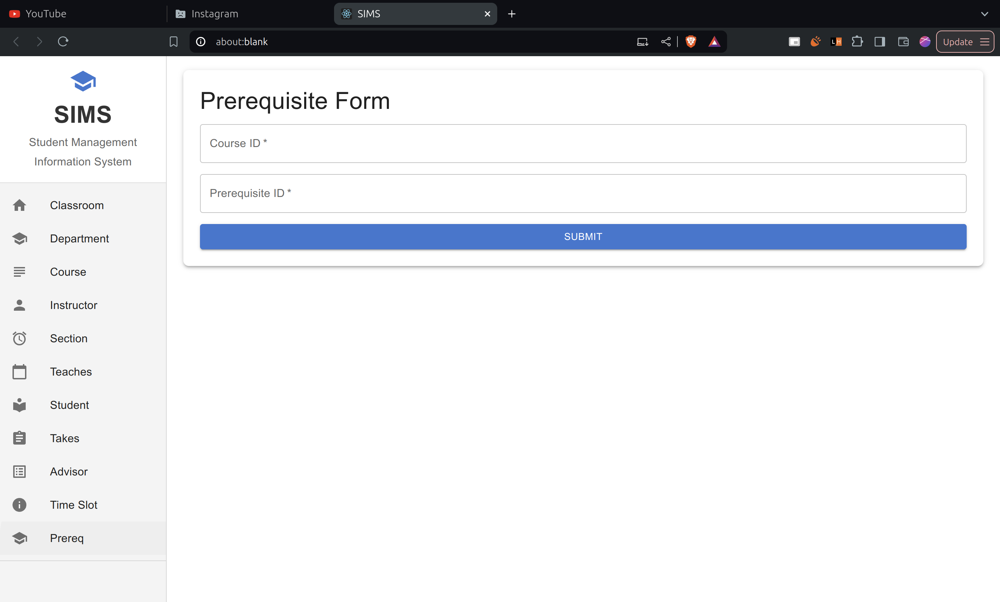 YouTube
Instagram
SIMS
about:blank
L H
Update
SIMS
Student Management
Information System
Classroom
Department
Course
Instructor
Section
Teaches
Student
Takes
Advisor
Time Slot
Prereq
Prerequisite Form
Course ID *
Prerequisite ID *
SUBMIT